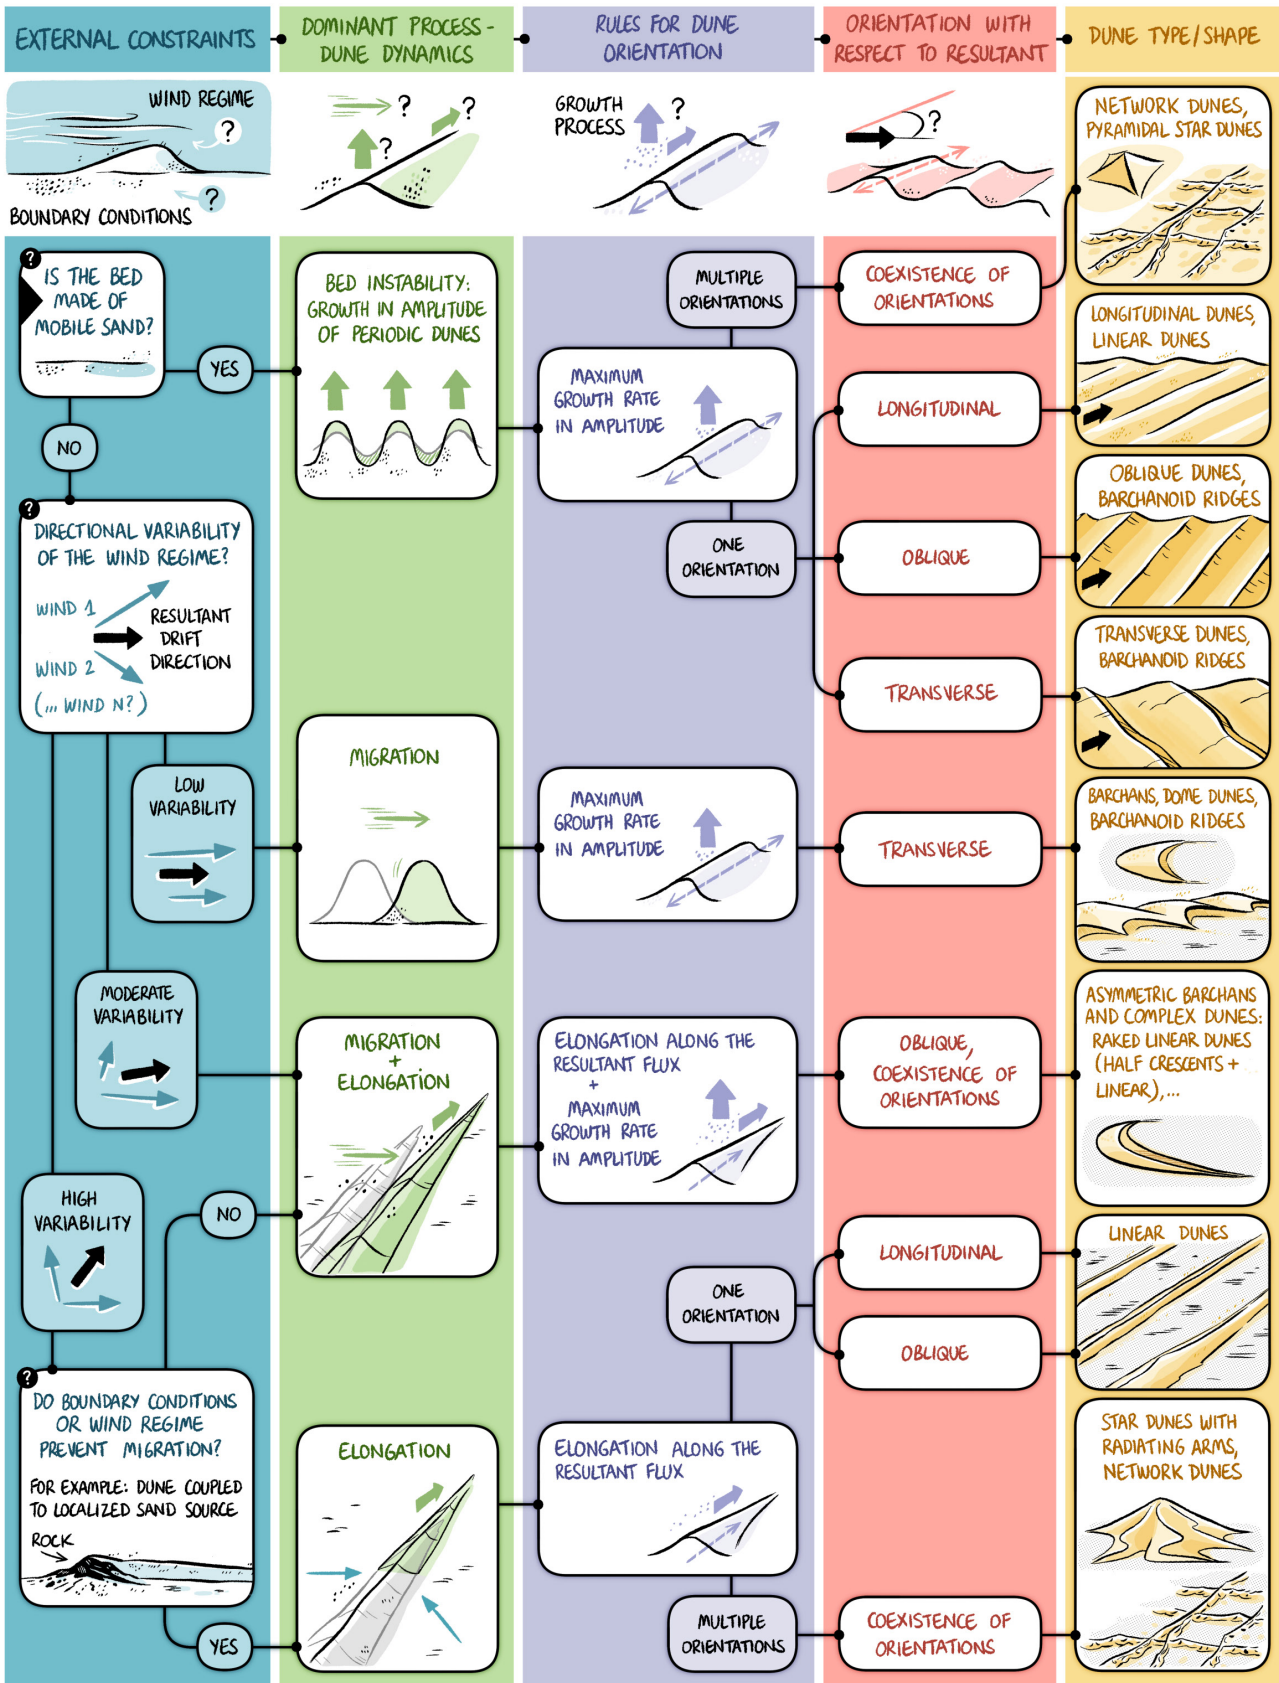 EXTERNAL CONSTRAINTS
DOMINANT PROCESS -
DUNE DYNAMICS
RULES FOR DUNE
ORIENTATION
ORIENTATION WITH
RESPECT TO RESULTANT
DUNE TYPE/SHAPE
WIND REGIME
?
?
BOUNDARY CONDITIONS
?
?
?
GROWTH
PROCESS
?
?
NETWORK DUNES,
PYRAMIDAL STAR DUNES
?
IS THE BED
MADE OF
MOBILE SAND?
YES
NO
BED INSTABILITY:
GROWTH IN AMPLITUDE
OF PERIODIC DUNES
MULTIPLE
ORIENTATIONS
MAXIMUM
GROWTH RATE
IN AMPLITUDE
ONE
ORIENTATION
COEXISTENCE OF
ORIENTATIONS
LONGITUDINAL
OBLIQUE
TRANSVERSE
LONGITUDINAL DUNES,
LINEAR DUNES
OBLIQUE DUNES,
BARCHANOID RIDGES
TRANSVERSE DUNES,
BARCHANOID RIDGES
?
DIRECTIONAL VARIABILITY
OF THE WIND REGIME?
WIND 1
RESULTANT
DRIFT
DIRECTION
WIND 2
(... WIND N?)
LOW
VARIABILITY
MIGRATION
MAXIMUM
GROWTH RATE
IN AMPLITUDE
TRANSVERSE
BARCHANS, DOME DUNES,
BARCHANOID RIDGES
MODERATE
VARIABILITY
MIGRATION
+
ELONGATION
ELONGATION ALONG THE
RESULTANT FLUX
+
MAXIMUM
GROWTH RATE
IN AMPLITUDE
OBLIQUE,
COEXISTENCE OF
ORIENTATIONS
ASYMMETRIC BARCHANS
AND COMPLEX DUNES:
RAKED LINEAR DUNES
(HALF CRESCENTS +
LINEAR),...
HIGH
VARIABILITY
NO
?
DO BOUNDARY CONDITIONS
OR WIND REGIME
PREVENT MIGRATION?
FOR EXAMPLE: DUNE COUPLED
TO LOCALIZED SAND SOURCE
ROCK
YES
ELONGATION
ONE
ORIENTATION
ELONGATION ALONG THE
RESULTANT FLUX
MULTIPLE
ORIENTATIONS
LONGITUDINAL
OBLIQUE
COEXISTENCE OF
ORIENTATIONS
LINEAR DUNES
STAR DUNES WITH
RADIATING ARMS,
NETWORK DUNES